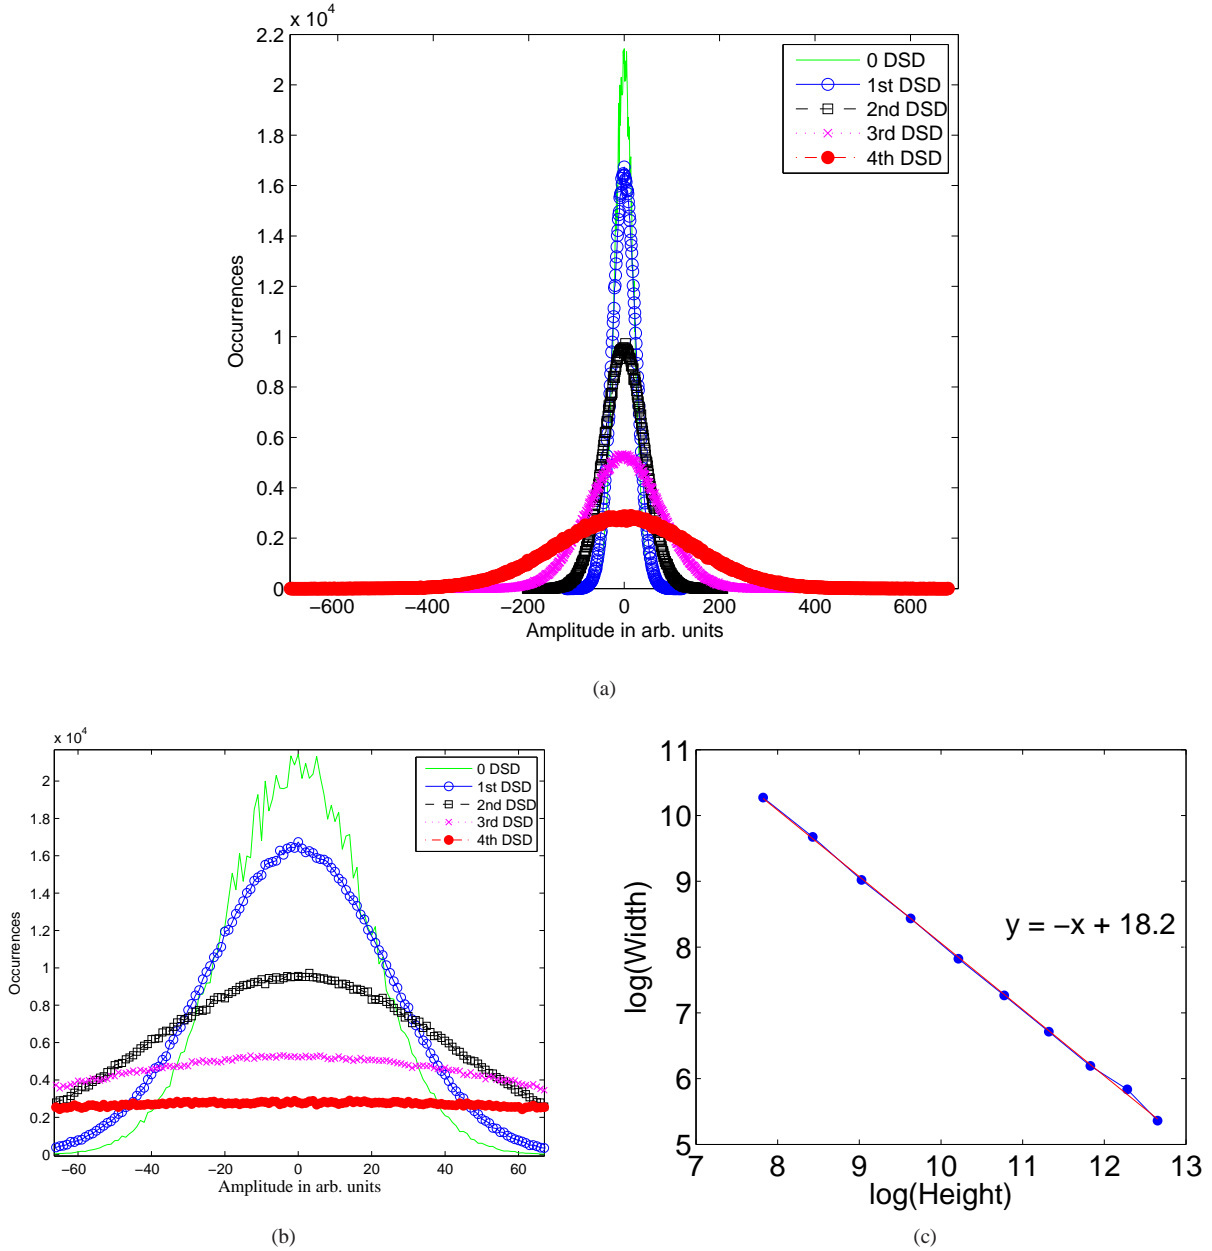 x 10^4
2.2
2
1.8
1.6
1.4
1.2
1
0.8
0.6
0.4
0.2
0
Occurrences
0 DSD
1st DSD
2nd DSD
3rd DSD
4th DSD
−600 −400 −200 0 200 400 600
Amplitude in arb. units
(a)
x 10^4
2
1.8
1.6
1.4
1.2
1
0.8
0.6
0.4
0.2
0
Occurrences
0 DSD
1st DSD
2nd DSD
3rd DSD
4th DSD
−60 −40 −20 0 20 40 60
Amplitude in arb. units
(b)
11
10
9
8
7
6
5
log(Width)
y = −x + 18.2
7 8 9 10 11 12 13
log(Height)
(c)